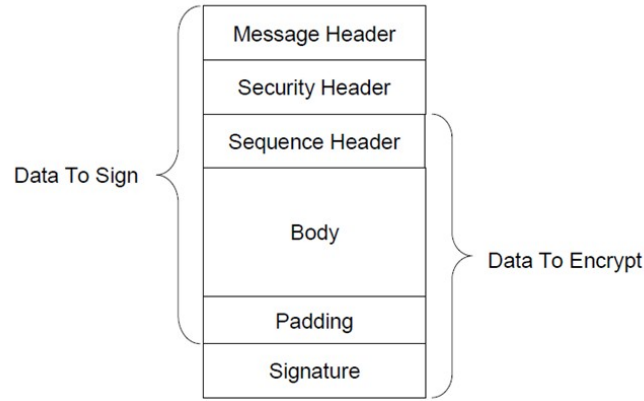 Message Header
Security Header
Sequence Header
Data To Sign
Body
Data To Encrypt
Padding
Signature